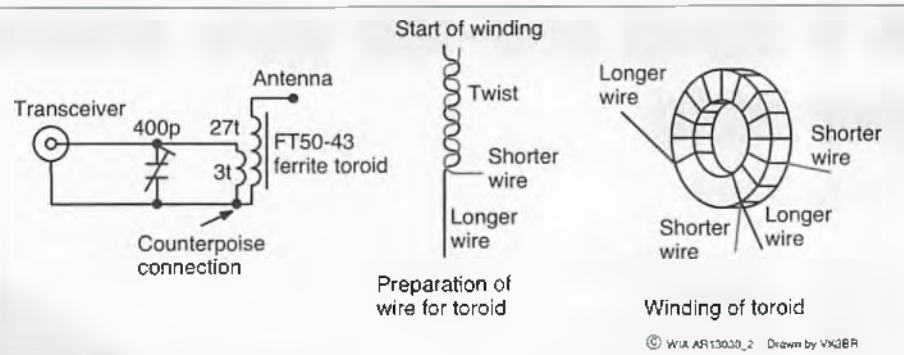 Transceiver
400p
27t
3t
Antenna
FT50-43
ferrite toroid
Counterpoise
connection
Start of winding
Twist
Shorter
wire
Longer
wire
Preparation of
wire for toroid
Longer
wire
Shorter
wire
Shorter
wire
Longer
wire
Winding of toroid
© WIA AR13030_2 Drawn by VK3BR